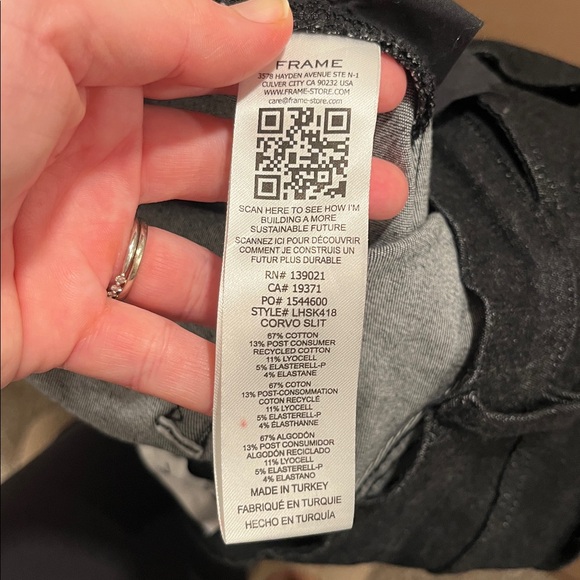 FRAME
3578 HAYDEN AVENUE STE N-1
CULVER CITY CA 90232 USA
WWW.FRAME-STORE.COM
care@frame-store.com
SCAN HERE TO SEE HOW I'M
BUILDING A MORE
SUSTAINABLE FUTURE
SCANNEZ ICI POUR DÉCOUVRIR
COMMENT JE CONSTRUIS UN
FUTUR PLUS DURABLE
RN# 139021
CA# 19371
PO# 1544600
STYLE# LHSK418
CORVO SLIT
67% COTTON
13% POST CONSUMER
RECYCLED COTTON
11% LYOCELL
5% ELASTERELL-P
4% ELASTANE
67% COTON
13% POST-CONSOMMATION
COTON RECYCLÉ
11% LYOCELL
5% ELASTERELL-P
4% ÉLASTHANNE
67% ALGODÓN
13% POST CONSUMIDOR
ALGODÓN RECICLADO
11% LYOCELL
5% ELASTERELL-P
4% ELASTANO
MADE IN TURKEY
FABRIQUÉ EN TURQUIE
HECHO EN TURQUÍA